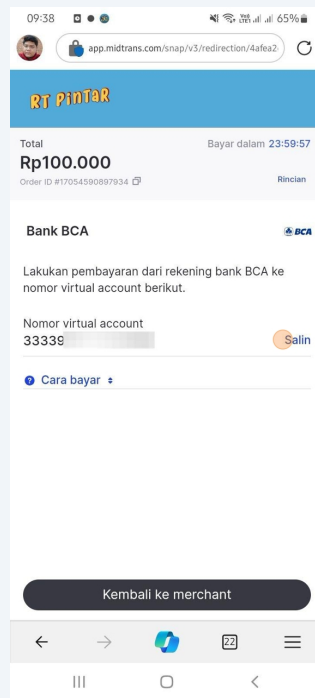 09:38
65%
app.midtrans.com/snap/v3/redirection/4afea2
RT PINTAR
Total
Bayar dalam 23:59:57
Rp100.000
Order ID #17054590897934
Rincian
Bank BCA
BCA
Lakukan pembayaran dari rekening bank BCA ke
nomor virtual account berikut.
Nomor virtual account
33339
Salin
Cara bayar
Kembali ke merchant
22